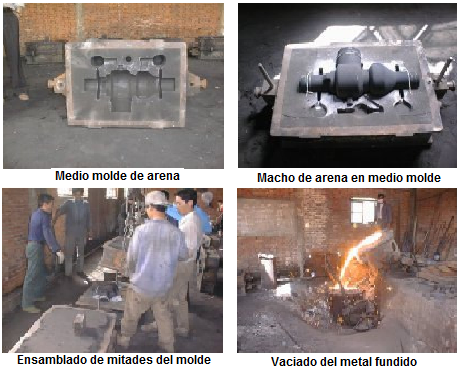 Medio molde de arena
Macho de arena en medio molde
Ensamblado de mitades del molde
Vaciado del metal fundido